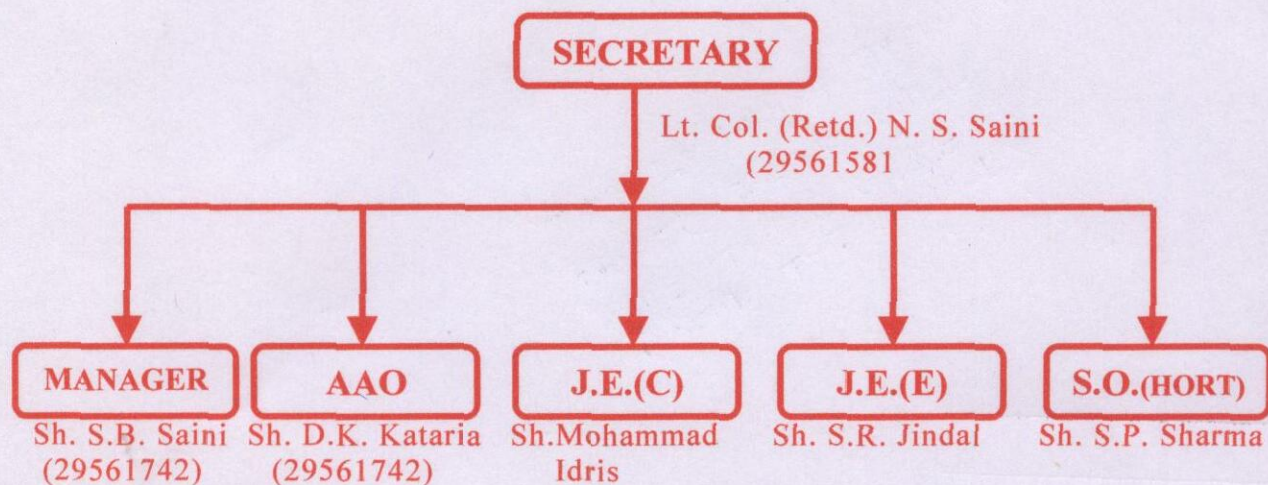 SECRETARY
Lt. Col. (Retd.) N. S. Saini
(29561581
MANAGER
Sh. S.B. Saini
(29561742)
AAO
Sh. D.K. Kataria
(29561742)
J.E.(C)
Sh.Mohammad
Idris
J.E.(E)
Sh. S.R. Jindal
S.O.(HORT)
Sh. S.P. Sharma